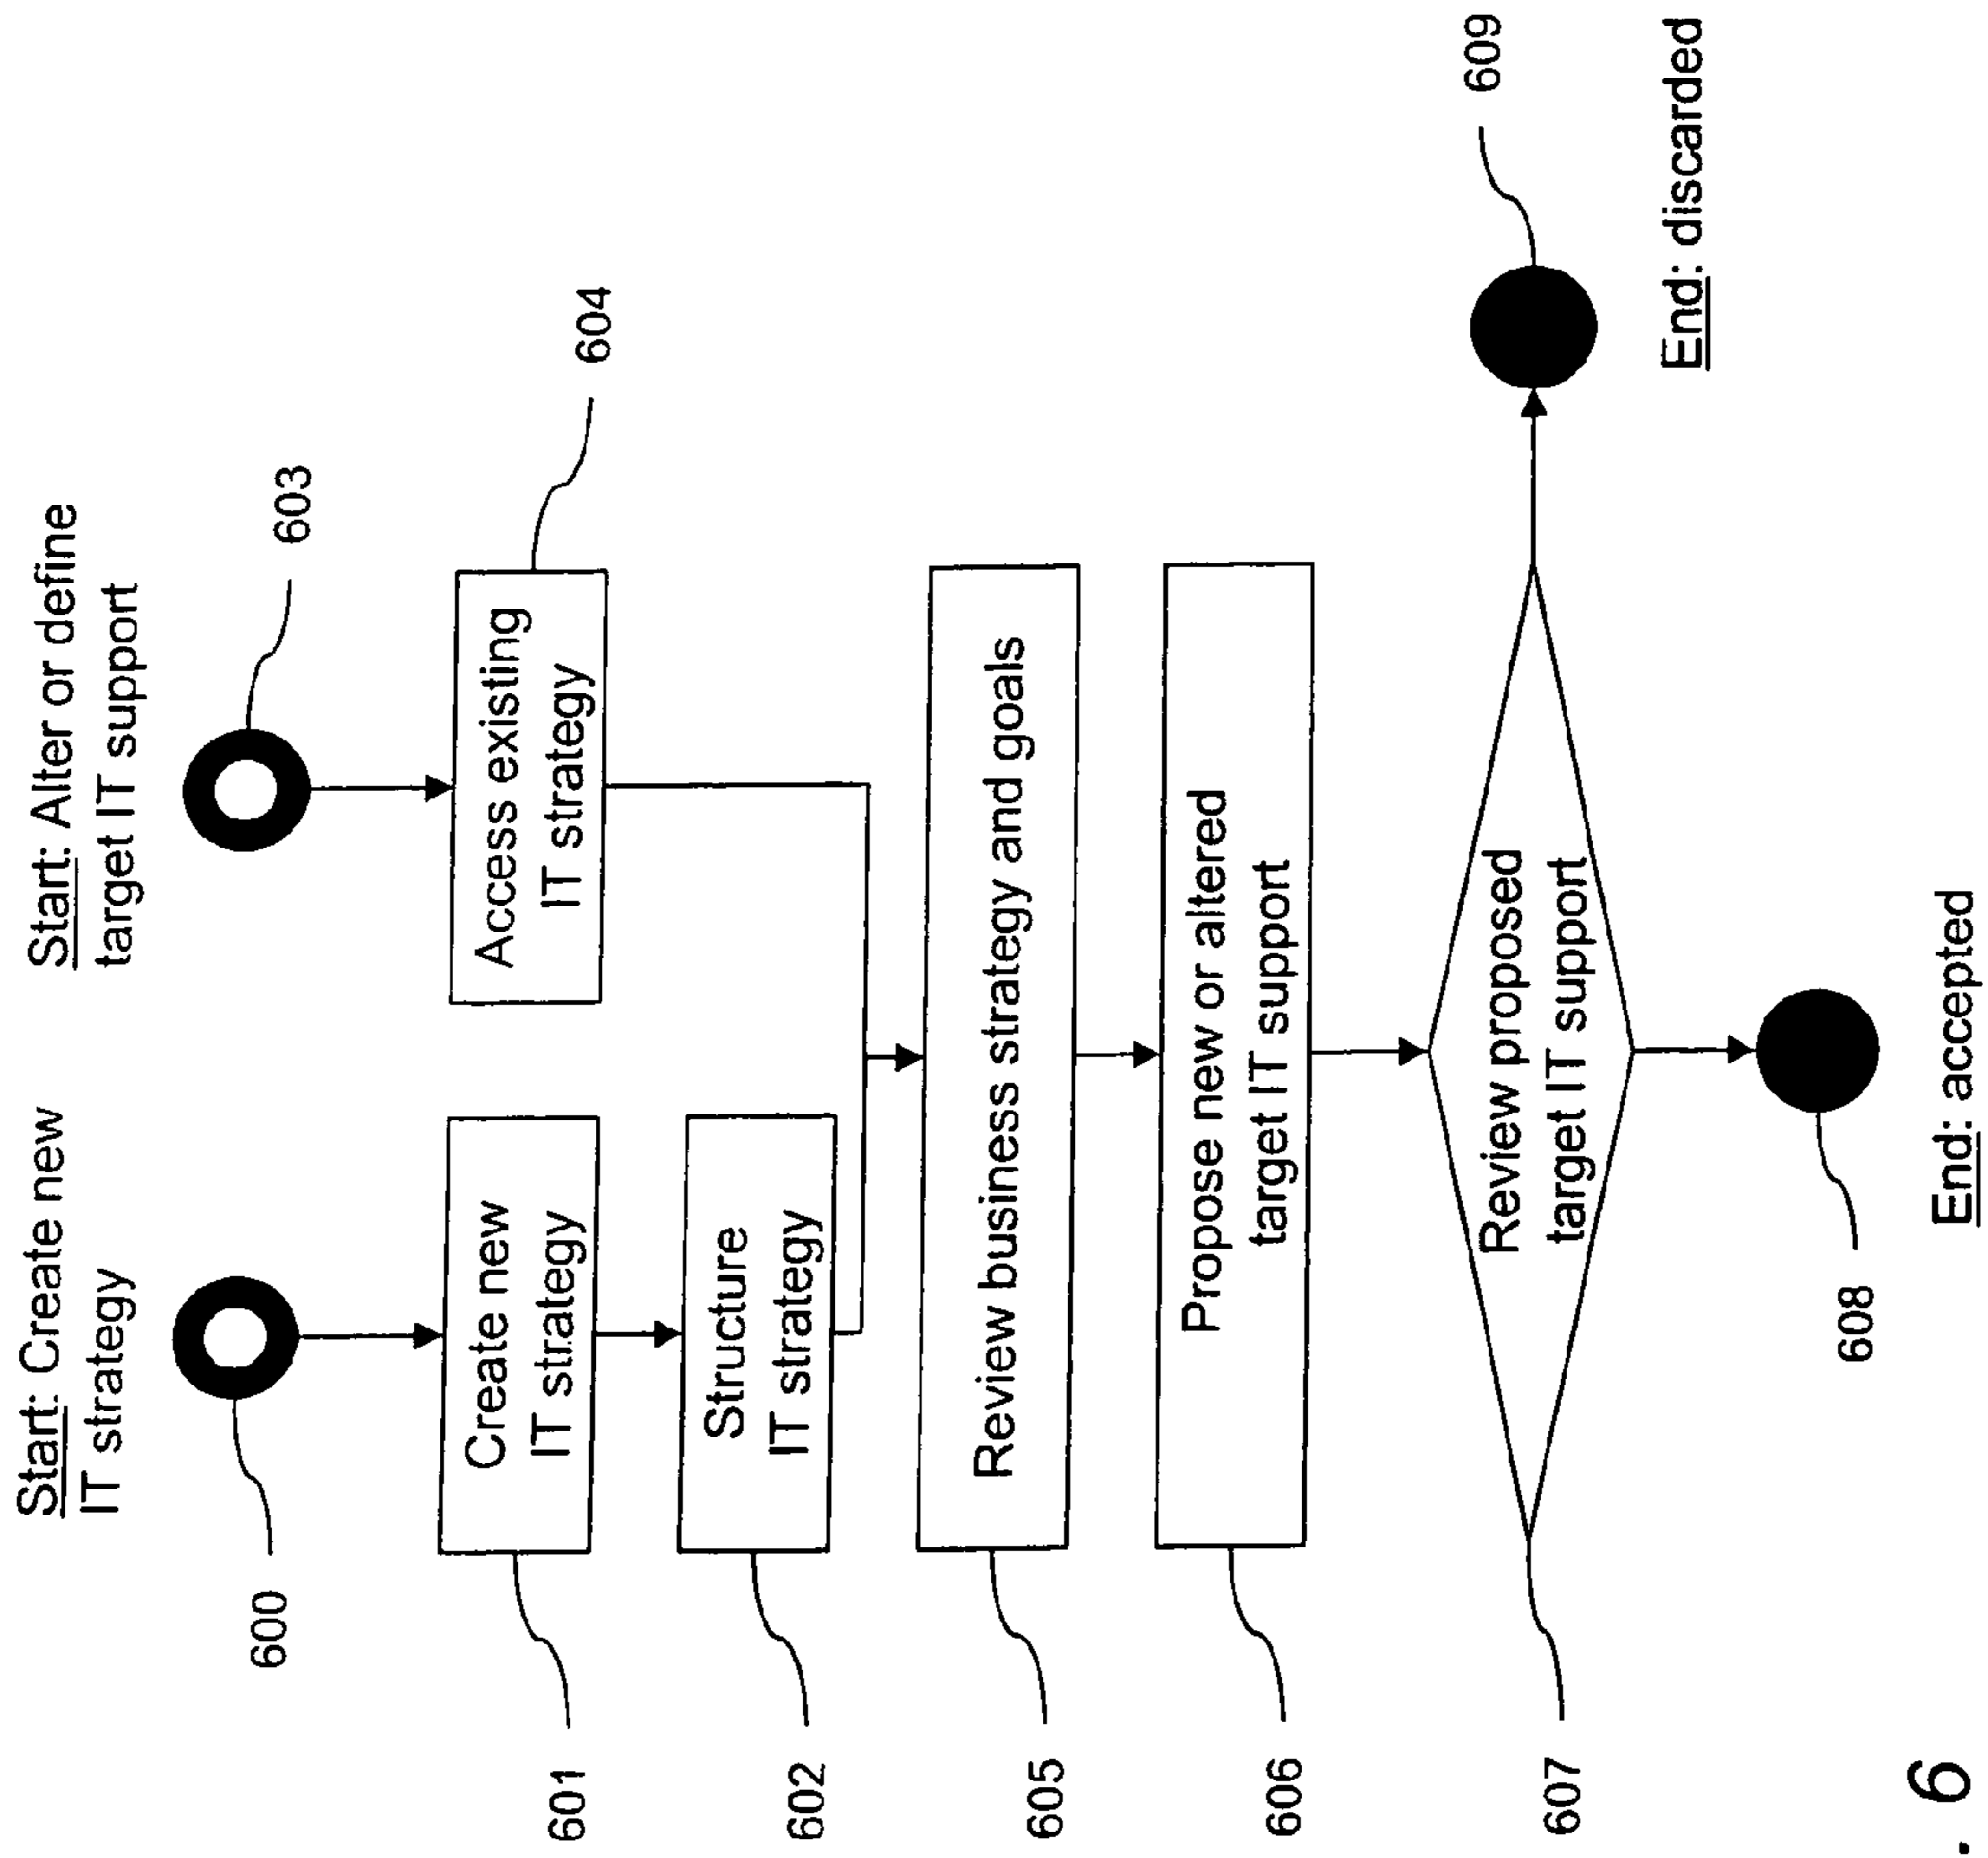 Start: Create new
IT strategy
Start: Alter or define
target IT support
600
603
Create new
IT strategy
601
Access existing
IT strategy
604
Structure
IT strategy
602
Review business strategy and goals
605
Propose new or altered
target IT support
606
Review proposed
target IT support
607
609
End: discarded
608
End: accepted
. 6